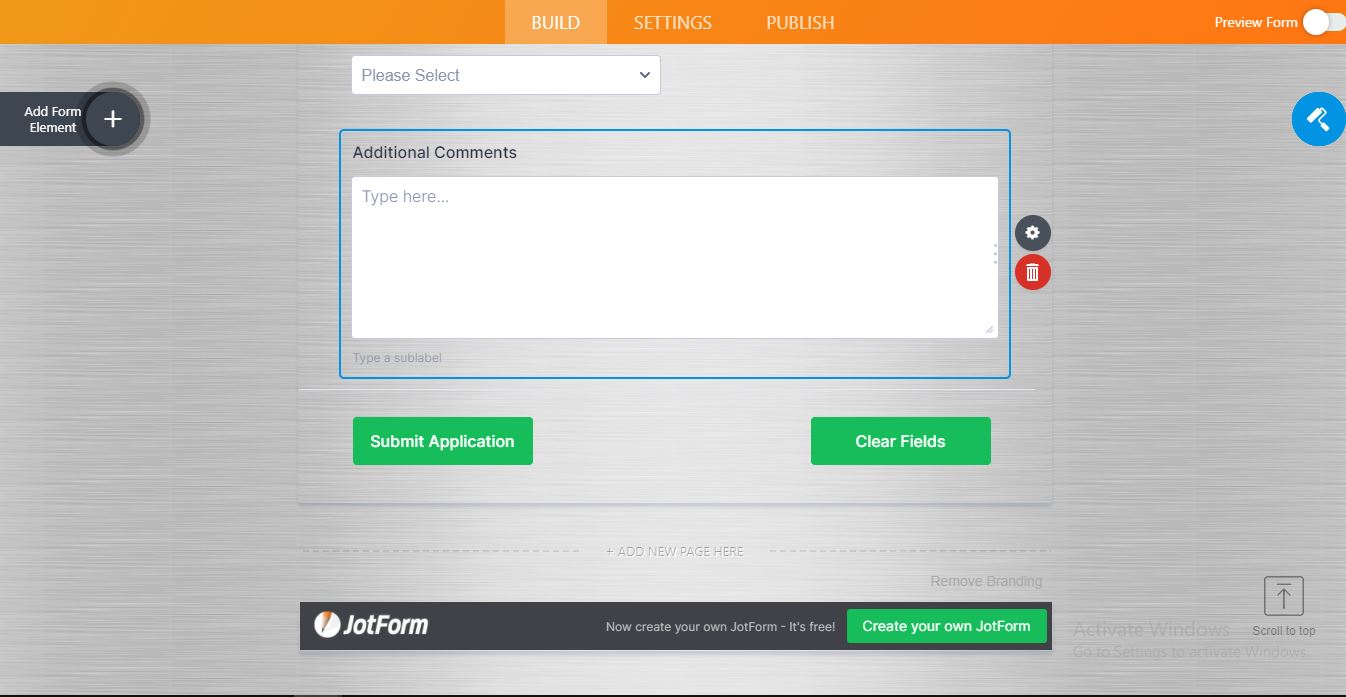 BUILD
SETTINGS
PUBLISH
Preview Form
Please Select
Add Form
Element
Additional Comments
Type here...
Type a sublabel
Submit Application
Clear Fields
+ ADD NEW PAGE HERE
Remove Branding
JotForm
Now create your own JotForm - It's free!
Create your own JotForm
Scroll to top
Activate Windows
Go to Settings to activate Windows.